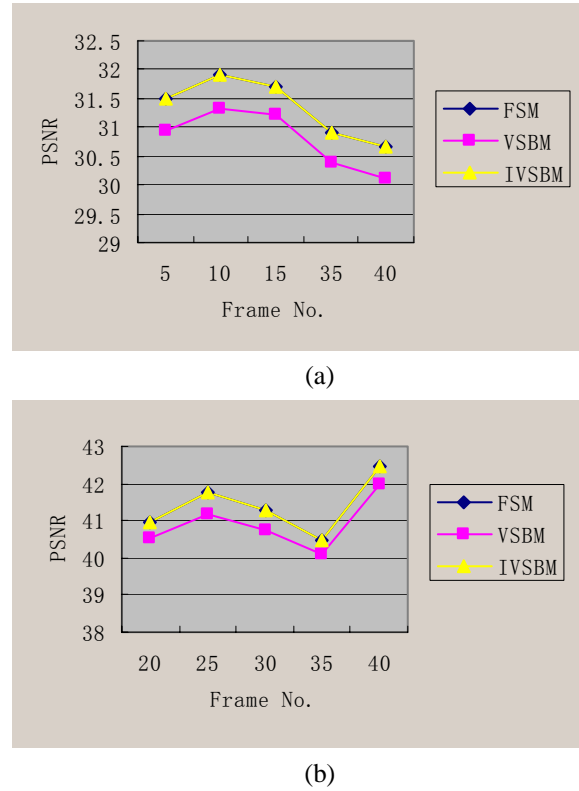 32.5
32
31.5
31
30.5
30
29.5
29
PSNR
5 10 15 35 40
Frame No.
FSM
VSBM
IVSBM
(a)
43
42
41
40
39
38
PSNR
20 25 30 35 40
Frame No.
FSM
VSBM
IVSBM
(b)